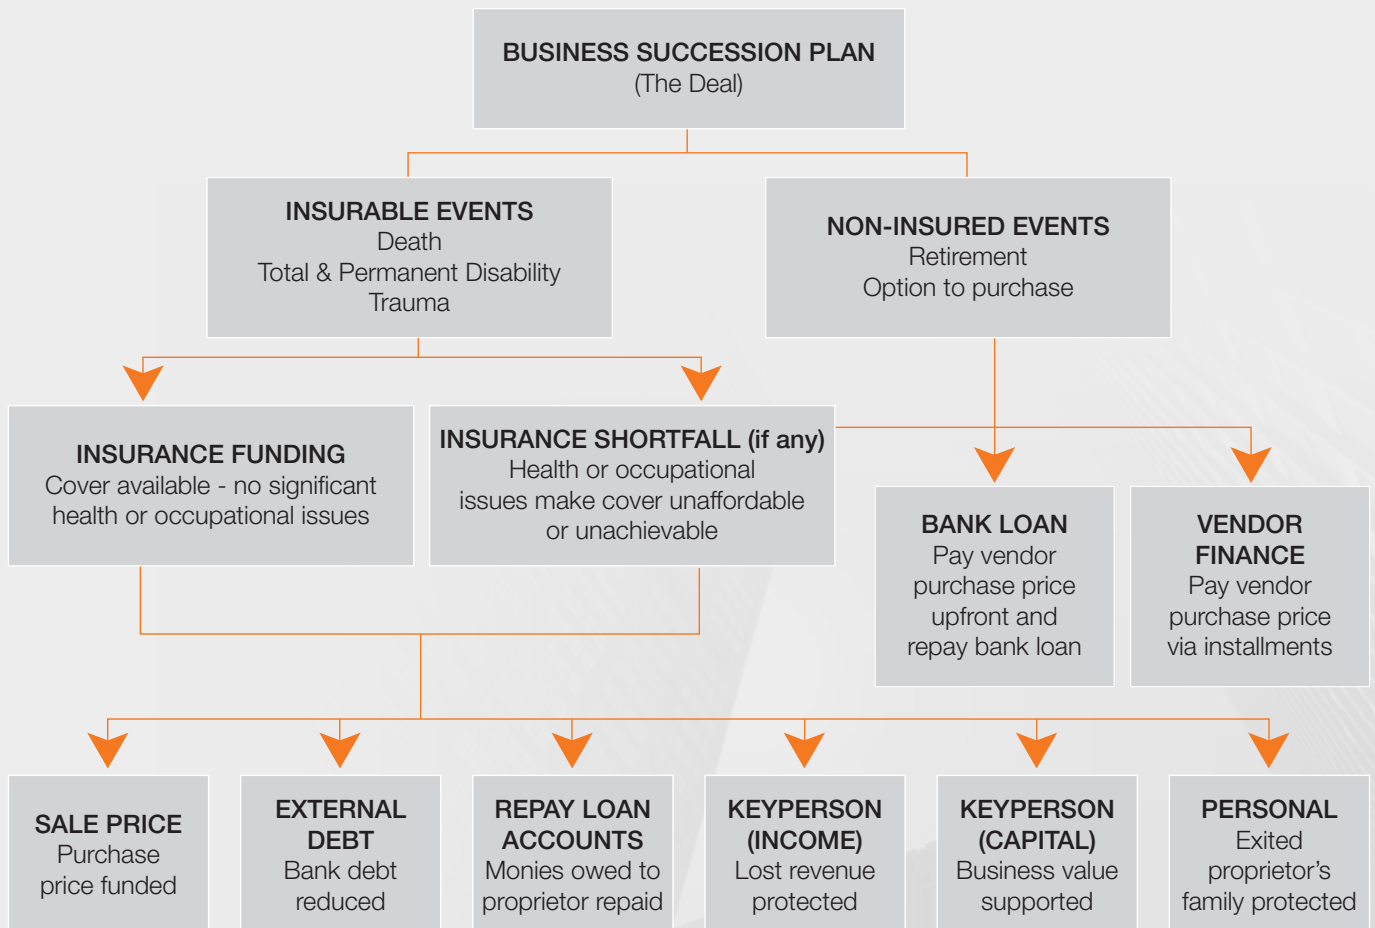 BUSINESS SUCCESSION PLAN
(The Deal)
INSURABLE EVENTS
Death
Total & Permanent Disability
Trauma
NON-INSURED EVENTS
Retirement
Option to purchase
INSURANCE FUNDING
Cover available - no significant
health or occupational issues
INSURANCE SHORTFALL (if any)
Health or occupational
issues make cover unaffordable
or unachievable
BANK LOAN
Pay vendor
purchase price
upfront and
repay bank loan
VENDOR
FINANCE
Pay vendor
purchase price
via installments
SALE PRICE
Purchase
price funded
EXTERNAL
DEBT
Bank debt
reduced
REPAY LOAN
ACCOUNTS
Monies owed to
proprietor repaid
KEYPERSON
(INCOME)
Lost revenue
protected
KEYPERSON
(CAPITAL)
Business value
supported
PERSONAL
Exited
proprietor's
family protected